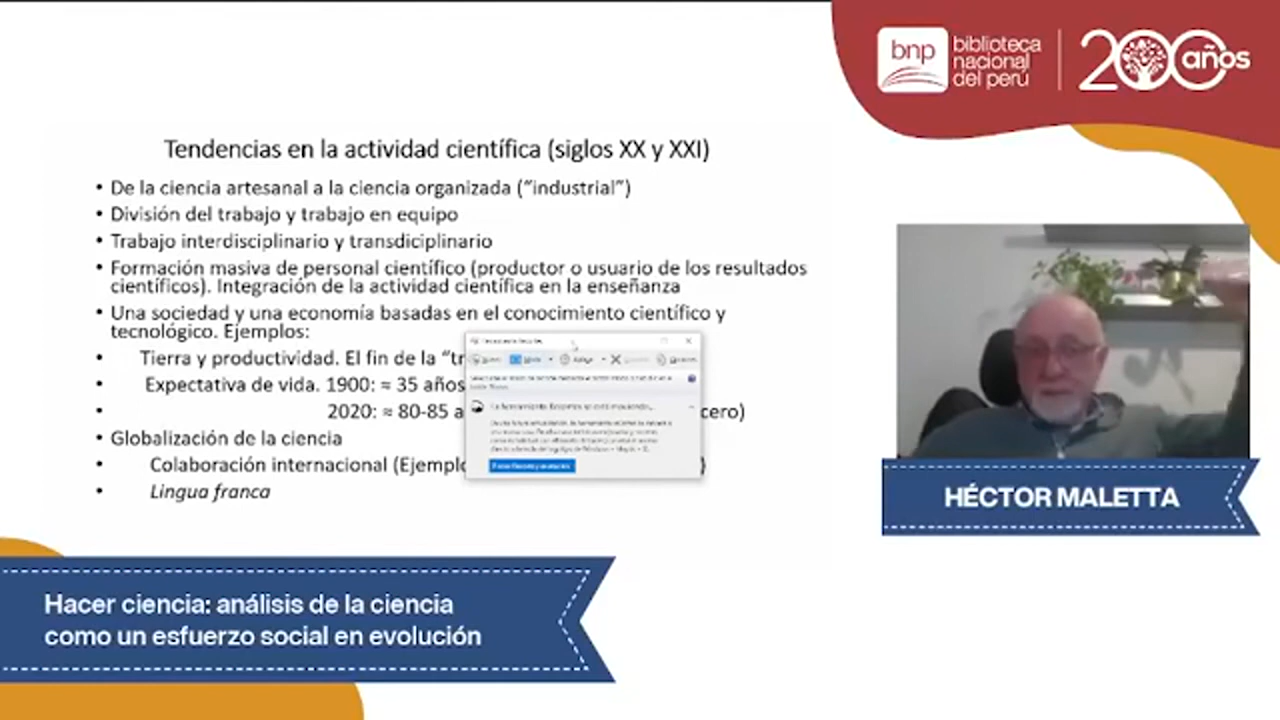 bnp
biblioteca
nacional
del perú
200 años
Tendencias en la actividad científica (siglos XX y XXI)
• De la ciencia artesanal a la ciencia organizada (“industrial”)
• División del trabajo y trabajo en equipo
• Trabajo interdisciplinario y transdiciplinario
• Formación masiva de personal científico (productor o usuario de los resultados
científicos). Integración de la actividad científica en la enseñanza
• Una sociedad y una economía basadas en el conocimiento científico y
tecnológico. Ejemplos:
• Tierra y productividad. El fin de la “tr
• Expectativa de vida. 1900: ≈ 35 años
• 2020: ≈ 80-85 a cero)
• Globalización de la ciencia
• Colaboración internacional (Ejemplo )
• Lingua franca
HÉCTOR MALETTA
Hacer ciencia: análisis de la ciencia
como un esfuerzo social en evolución